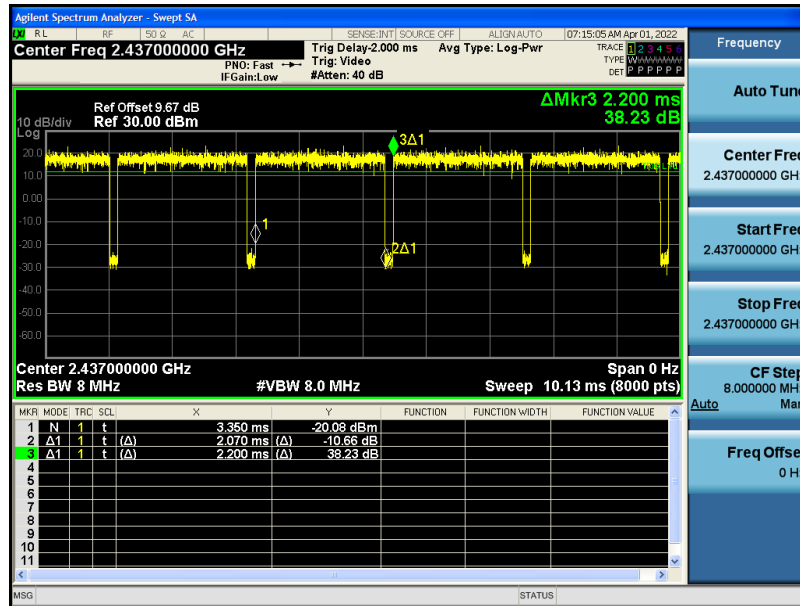 Agilent Spectrum Analyzer - Swept SA
LXI RL RF 50 Ω AC SENSE:INT SOURCE OFF ALIGN AUTO 07:15:05 AM Apr 01, 2022
Center Freq 2.437000000 GHz
PNO: Fast
IFGain:Low
Trig Delay-2.000 ms
Trig: Video
#Atten: 40 dB
Avg Type: Log-Pwr
TRACE 1 2 3 4 5 6
TYPE W
DET P P P P P P
Ref Offset 9.67 dB
10 dB/div Ref 30.00 dBm
Log
ΔMkr3 2.200 ms
38.23 dB
20.0
10.0
0.00
-10.0
-20.0
-30.0
-40.0
-50.0
-60.0
3Δ1
1
2Δ1
Center 2.437000000 GHz Span 0 Hz
Res BW 8 MHz #VBW 8.0 MHz Sweep 10.13 ms (8000 pts)
MKR MODE TRC SCL X Y FUNCTION FUNCTION WIDTH FUNCTION VALUE
1 N 1 t 3.350 ms -20.08 dBm
2 Δ1 1 t (Δ) 2.070 ms (Δ) -10.66 dB
3 Δ1 1 t (Δ) 2.200 ms (Δ) 38.23 dB
4
5
6
7
8
9
10
11
MSG STATUS
Frequency
Auto Tune
Center Freq
2.437000000 GHz
Start Freq
2.437000000 GHz
Stop Freq
2.437000000 GHz
CF Step
8.000000 MHz
Auto Man
Freq Offset
0 Hz